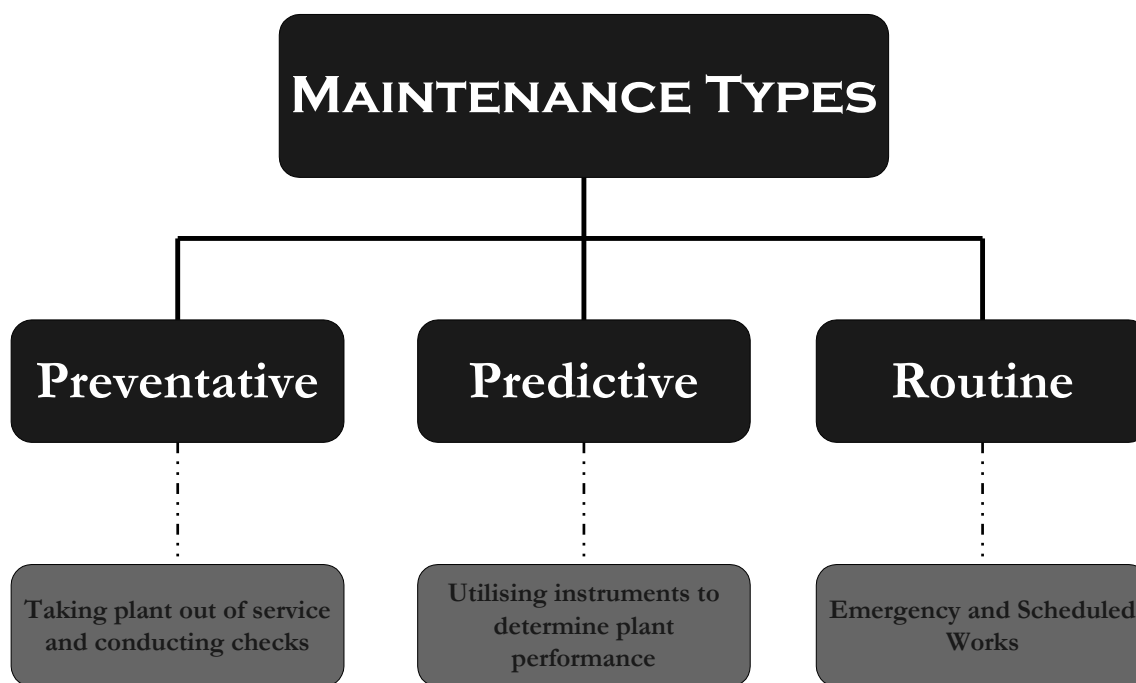 MAINTENANCE TYPES
Preventative
Predictive
Routine
Taking plant out of service
and conducting checks
Utilising instruments to
determine plant
performance
Emergency and Scheduled
Works